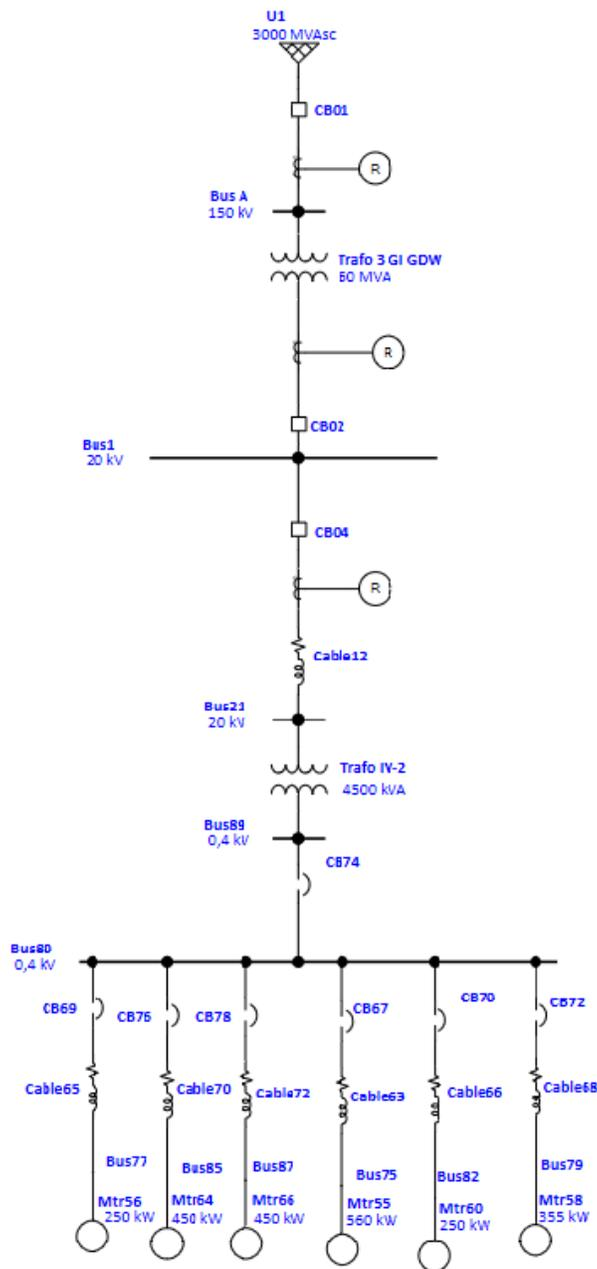 U1
3000 MVAsc
CB01
R
Bus A
150 kV
Trafo 3 GI GDW
60 MVA
R
CB02
Bus1
20 kV
CB04
R
Cable12
Bus21
20 kV
Trafo IV-2
4500 kVA
Bus89
0,4 kV
CB74
Bus80
0,4 kV
CB69
CB76
CB78
CB67
CB70
CB72
Cable65
Cable70
Cable72
Cable63
Cable66
Cable68
Bus77
Bus85
Bus87
Bus75
Bus82
Bus79
Mtr56
250 kW
Mtr64
450 kW
Mtr66
450 kW
Mtr55
560 kW
Mtr60
250 kW
Mtr58
355 kW